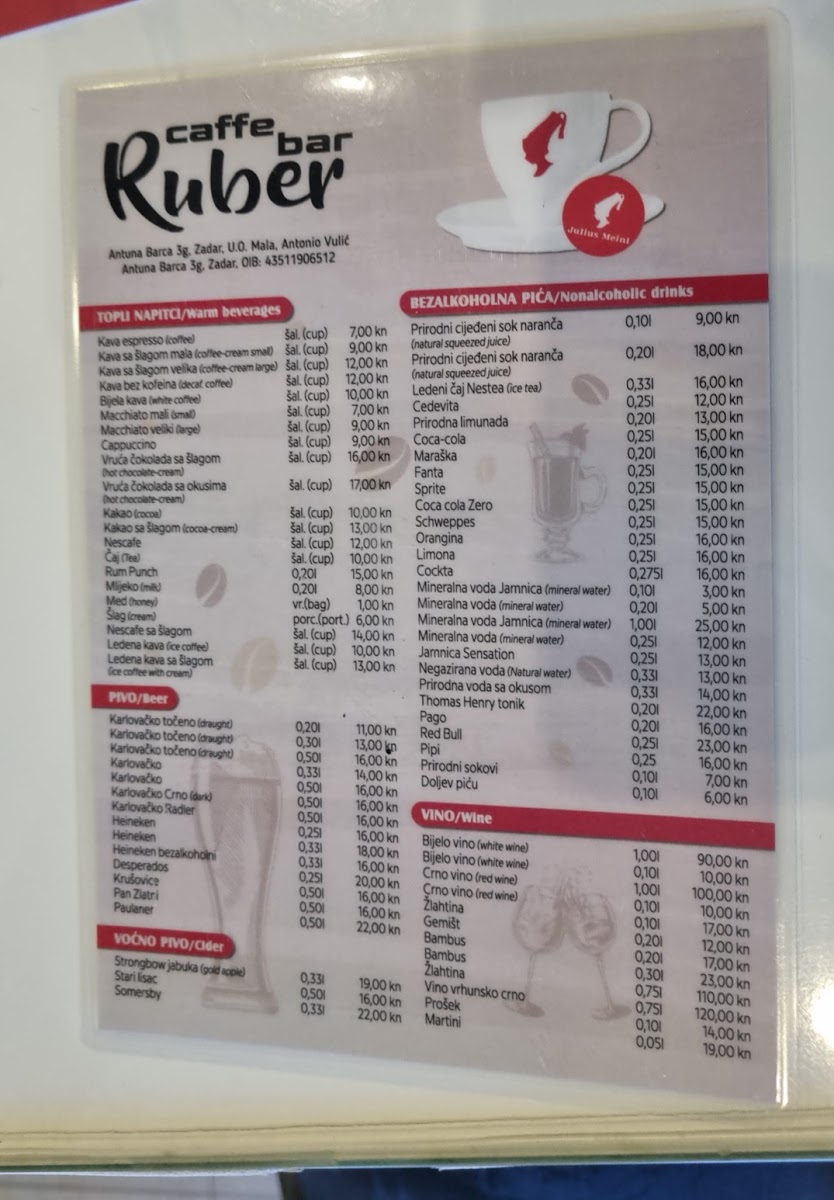 caffe bar
Ruber
Antuna Barca 3g, Zadar, U.O. Mala, Antonio Vulić
Antuna Barca 3g, Zadar, OIB: 43511906512
Julius Meinl
TOPLI NAPITCI/Warm beverages
Kava espresso (coffee) šal. (cup) 7,00 kn
Kava sa šlagom mala (coffee-cream small) šal. (cup) 9,00 kn
Kava sa šlagom velika (coffee-cream large) šal. (cup) 12,00 kn
Kava bez kofeina (decaf coffee) šal. (cup) 12,00 kn
Bijela kava (white coffee) šal. (cup) 10,00 kn
Macchiato mali (small) šal. (cup) 7,00 kn
Macchiato veliki (large) šal. (cup) 9,00 kn
Cappuccino šal. (cup) 9,00 kn
Vruća čokolada sa šlagom šal. (cup) 16,00 kn
(hot chocolate-cream)
Vruća čokolada sa okusima šal. (cup) 17,00 kn
(hot chocolate-cream)
Kakao (cocoa) šal. (cup) 10,00 kn
Kakao sa šlagom (cocoa-cream) šal. (cup) 13,00 kn
Nescafe šal. (cup) 12,00 kn
Čaj (Tea) šal. (cup) 10,00 kn
Rum Punch 0,20l 15,00 kn
Mlijeko (milk) 0,20l 8,00 kn
Med (honey) vr.(bag) 1,00 kn
Šlag (cream) porc.(port.) 6,00 kn
Nescafe sa šlagom šal. (cup) 14,00 kn
Ledena kava (ice coffee) šal. (cup) 10,00 kn
Ledena kava sa šlagom šal. (cup) 13,00 kn
(ice coffee with cream)
PIVO/Beer
Karlovačko točeno (draught) 0,20l 11,00 kn
Karlovačko točeno (draught) 0,30l 13,00 kn
Karlovačko točeno (draught) 0,50l 16,00 kn
Karlovačko 0,33l 14,00 kn
Karlovačko 0,50l 16,00 kn
Karlovačko Crno (dark) 0,50l 16,00 kn
Karlovačko Radler 0,50l 16,00 kn
Heineken 0,25l 16,00 kn
Heineken 0,33l 18,00 kn
Heineken bezalkoholni 0,33l 16,00 kn
Desperados 0,25l 20,00 kn
Krušovice 0,50l 16,00 kn
Pan Zlatni 0,50l 16,00 kn
Paulaner 0,50l 22,00 kn
VOĆNO PIVO/Cider
Strongbow jabuka (gold apple) 0,33l 19,00 kn
Stari lisac 0,50l 16,00 kn
Somersby 0,33l 22,00 kn
BEZALKOHOLNA PIĆA/Nonalcoholic drinks
Prirodni cijeđeni sok naranča 0,10l 9,00 kn
(natural squeezed juice)
Prirodni cijeđeni sok naranča 0,20l 18,00 kn
(natural squeezed juice)
Ledeni čaj Nestea (ice tea) 0,33l 16,00 kn
Cedevita 0,25l 12,00 kn
Prirodna limunada 0,20l 13,00 kn
Coca-cola 0,25l 15,00 kn
Maraška 0,20l 16,00 kn
Fanta 0,25l 15,00 kn
Sprite 0,25l 15,00 kn
Coca cola Zero 0,25l 15,00 kn
Schweppes 0,25l 15,00 kn
Orangina 0,25l 16,00 kn
Limona 0,25l 16,00 kn
Cockta 0,275l 16,00 kn
Mineralna voda Jamnica (mineral water) 0,10l 3,00 kn
Mineralna voda (mineral water) 0,20l 5,00 kn
Mineralna voda Jamnica (mineral water) 1,00l 25,00 kn
Mineralna voda (mineral water) 0,25l 12,00 kn
Jamnica Sensation 0,25l 13,00 kn
Negazirana voda (Natural water) 0,33l 13,00 kn
Prirodna voda sa okusom 0,33l 14,00 kn
Thomas Henry tonik 0,20l 22,00 kn
Pago 0,20l 16,00 kn
Red Bull 0,25l 23,00 kn
Pipi 0,25 16,00 kn
Prirodni sokovi 0,10l 7,00 kn
Doljev piću 0,10l 6,00 kn
VINO/Wine
Bijelo vino (white wine) 1,00l 90,00 kn
Bijelo vino (white wine) 0,10l 10,00 kn
Crno vino (red wine) 1,00l 100,00 kn
Crno vino (red wine) 0,10l 10,00 kn
Žlahtina 0,10l 17,00 kn
Gemišt 0,20l 12,00 kn
Bambus 0,20l 17,00 kn
Bambus 0,30l 23,00 kn
Žlahtina 0,75l 110,00 kn
Vino vrhunsko crno 0,75l 120,00 kn
Prošek 0,10l 14,00 kn
Martini 0,05l 19,00 kn